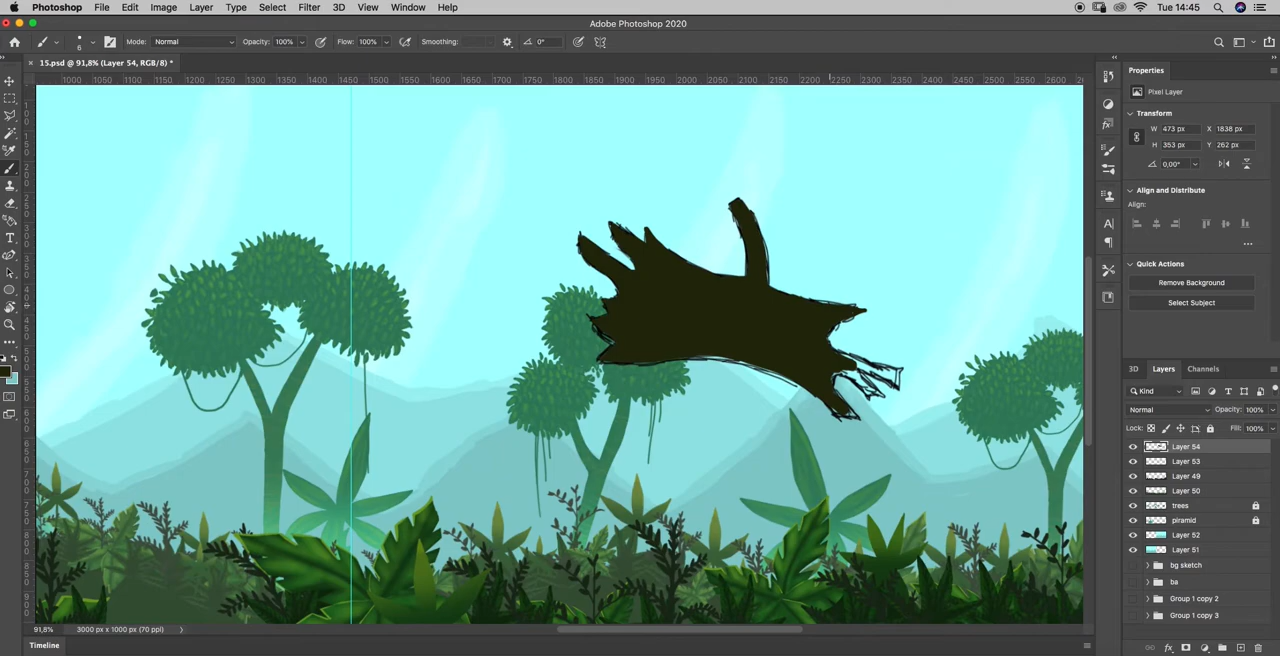 Photoshop File Edit Image Layer Type Select Filter 3D View Window Help Tue 14:45
Adobe Photoshop 2020
6 Mode: Normal Opacity: 100% Flow: 100% Smoothing: 0°
15.psd @ 91,8% (Layer 54, RGB/8) *
1000 1050 1100 1150 1200 1250 1300 1350 1400 1450 1500 1550 1600 1650 1700 1750 1800 1850 1900 1950 2000 2050 2100 2150 2200 2250 2300 2350 2400 2450 2500 2550 2600
Properties
Pixel Layer
Transform
W 473 px X 1838 px
H 353 px Y 262 px
0,00°
Align and Distribute
Align:
Quick Actions
Remove Background
Select Subject
3D Layers Channels
Kind
Normal Opacity: 100%
Lock: Fill: 100%
Layer 54
Layer 53
Layer 49
Layer 50
trees
piramid
Layer 52
Layer 51
bg sketch
ba
Group 1 copy 2
Group 1 copy 3
91,8% 3000 px x 1000 px (70 ppi)
Timeline